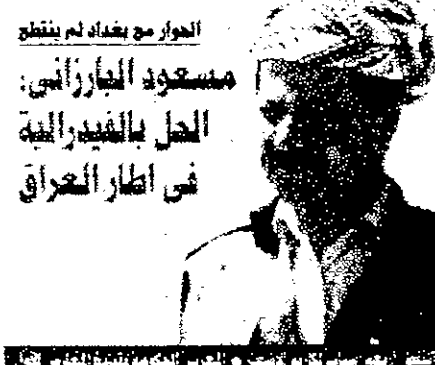 الحوار مع بغداد لم ينقطع
مسعود البارزاني:
الحل بالفيدرالية
في اطار العراق